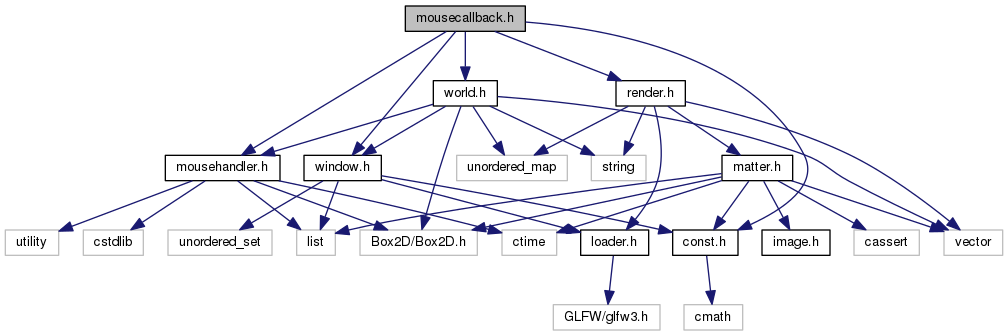 mousecallback.h
world.h
render.h
mousehandler.h
window.h
unordered_map
string
matter.h
utility
cstdlib
unordered_set
list
Box2D/Box2D.h
ctime
loader.h
const.h
image.h
cassert
vector
GLFW/glfw3.h
cmath